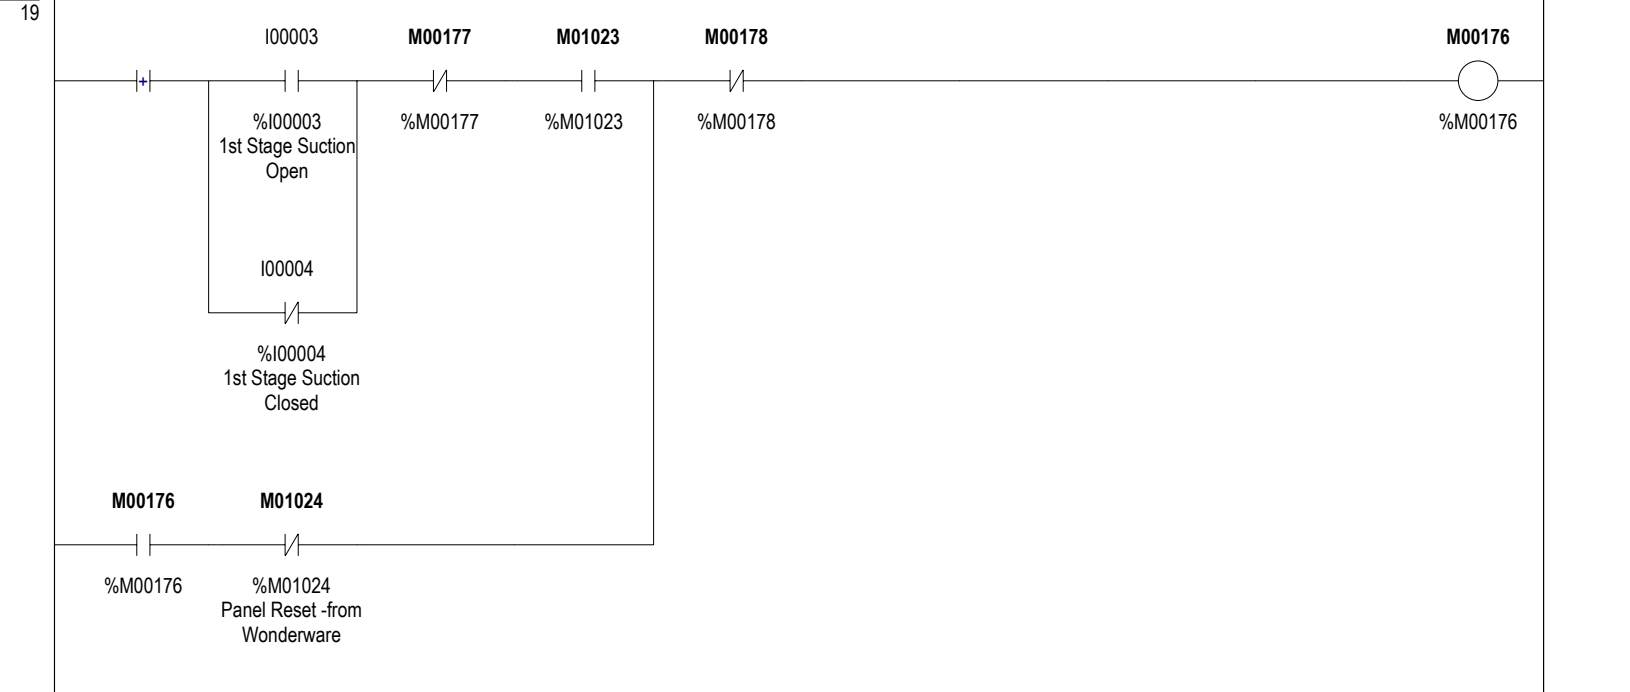 19
I00003 M00177 M01023 M00178 M00176
+
%I00003 %M00177 %M01023 %M00178 %M00176
1st Stage Suction
Open
I00004
%I00004
1st Stage Suction
Closed
M00176 M01024
%M00176 %M01024
Panel Reset -from
Wonderware